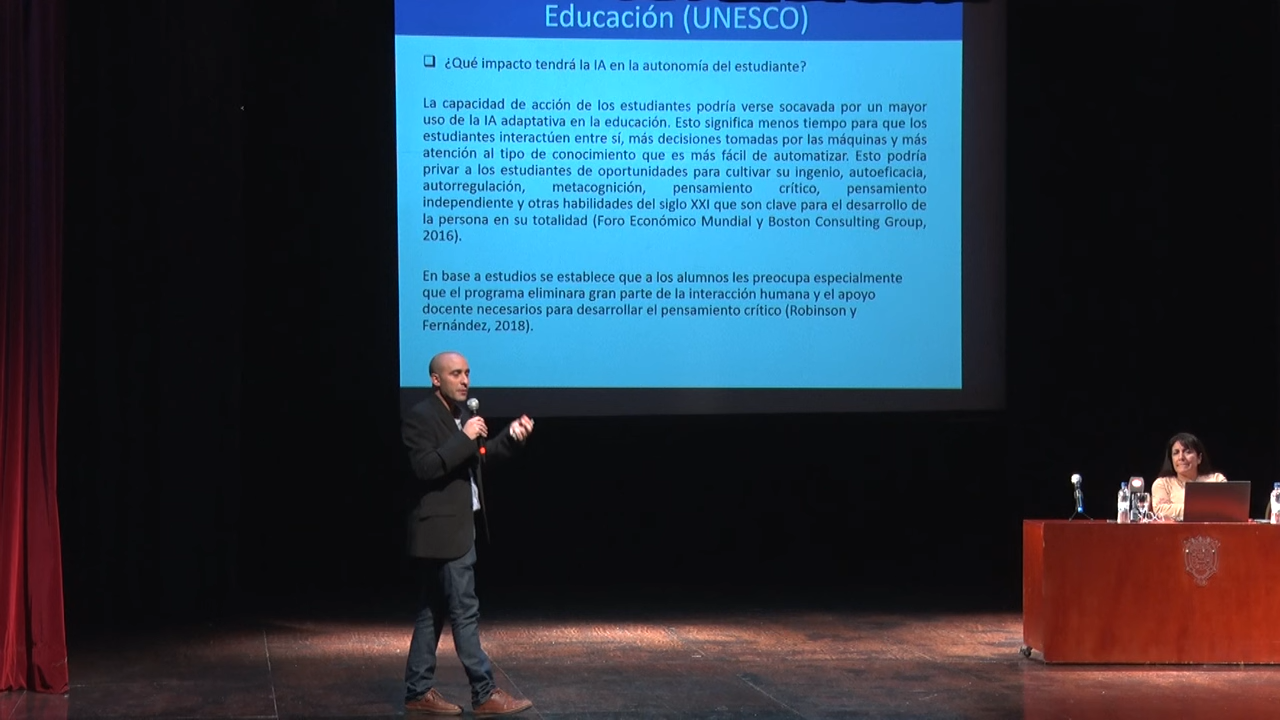 Educación (UNESCO)
¿Qué impacto tendrá la IA en la autonomía del estudiante?
La capacidad de acción de los estudiantes podría verse socavada por un mayor
uso de la IA adaptativa en la educación. Esto significa menos tiempo para que los
estudiantes interactúen entre sí, más decisiones tomadas por las máquinas y más
atención al tipo de conocimiento que es más fácil de automatizar. Esto podría
privar a los estudiantes de oportunidades para cultivar su ingenio, autoeficacia,
autorregulación, metacognición, pensamiento crítico, pensamiento
independiente y otras habilidades del siglo XXI que son clave para el desarrollo de
la persona en su totalidad (Foro Económico Mundial y Boston Consulting Group,
2016).
En base a estudios se establece que a los alumnos les preocupa especialmente
que el programa eliminara gran parte de la interacción humana y el apoyo
docente necesarios para desarrollar el pensamiento crítico (Robinson y
Fernández, 2018).